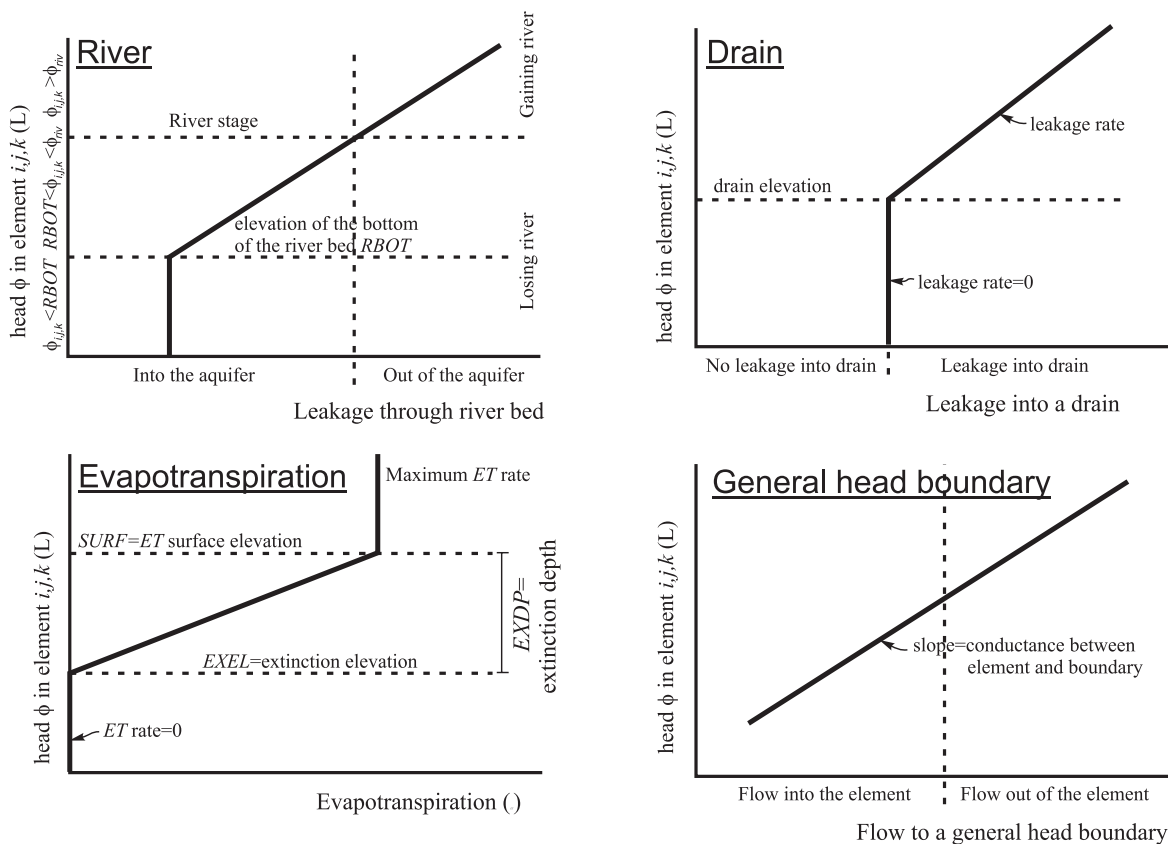 River
head ϕ in element i,j,k (L)
ϕi,j,k <RBOT RBOT<ϕi,j,k <ϕriv ϕi,j,k >ϕriv
River stage
elevation of the bottom
of the river bed RBOT
Gaining river
Losing river
Into the aquifer
Out of the aquifer
Leakage through river bed
Drain
head ϕ in element i,j,k (L)
leakage rate
drain elevation
leakage rate=0
No leakage into drain
Leakage into drain
Leakage into a drain
Evapotranspiration
head ϕ in element i,j,k (L)
Maximum ET rate
SURF=ET surface elevation
EXDP=
extinction depth
EXEL=extinction elevation
ET rate=0
Evapotranspiration ()
General head boundary
head ϕ in element i,j,k (L)
slope=conductance between
element and boundary
Flow into the element
Flow out of the element
Flow to a general head boundary